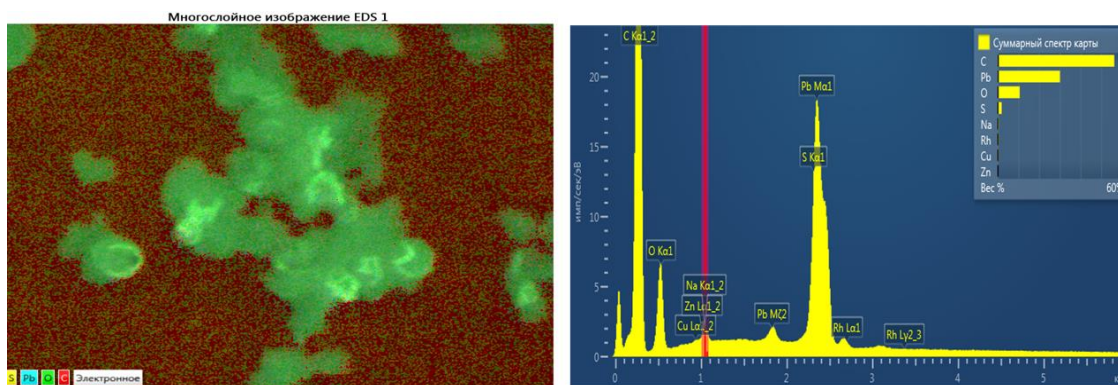 Многослойное изображение EDS 1
S Pb O C Электронное
C Kα1_2
Pb Mα1
S Kα1
O Kα1
Na Kα1_2
Zn Lα1_2
Cu Lα1_2
Pb Mζ2
Rh Lα1
Rh Lγ2_3
имп/сек/эВ
20
15
10
5
0
0 1 2 3 4 5
Суммарный спектр карты
C
Pb
O
S
Na
Rh
Cu
Zn
Вес % 60%